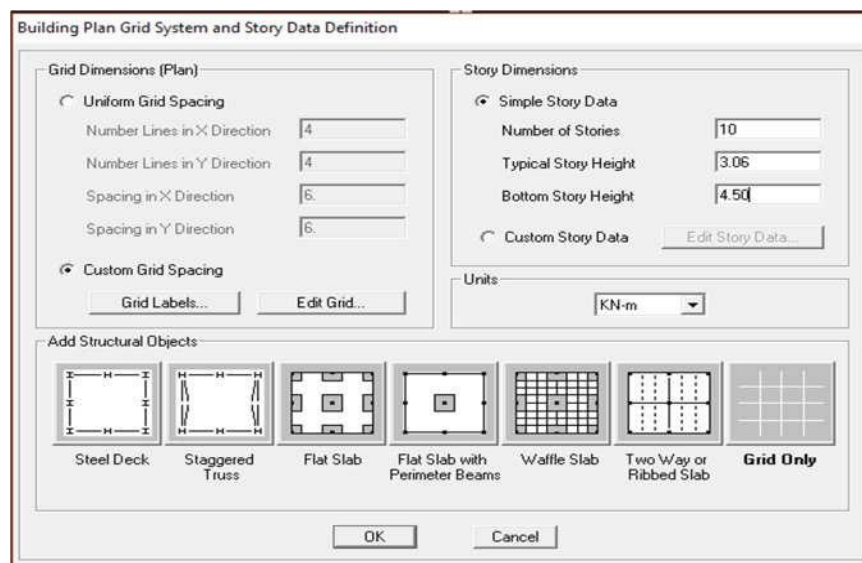 Building Plan Grid System and Story Data Definition
Grid Dimensions (Plan)
Uniform Grid Spacing
Number Lines in X Direction 4
Number Lines in Y Direction 4
Spacing in X Direction 6.
Spacing in Y Direction 6.
Custom Grid Spacing
Grid Labels... Edit Grid...
Story Dimensions
Simple Story Data
Number of Stories 10
Typical Story Height 3.06
Bottom Story Height 4.50
Custom Story Data Edit Story Data...
Units
KN-m
Add Structural Objects
Steel Deck
Staggered
Truss
Flat Slab
Flat Slab with
Perimeter Beams
Waffle Slab
Two Way or
Ribbed Slab
Grid Only
OK Cancel